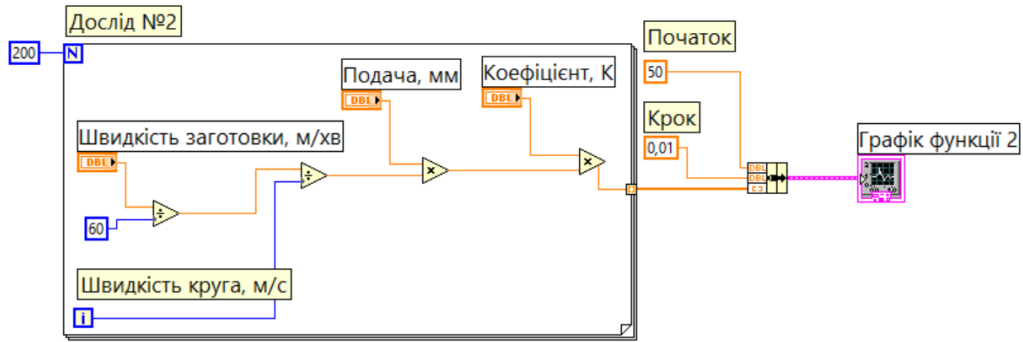 Дослід №2
200
N
Початок
50
Подача, мм
DBL
Коефіцієнт, К
DBL
Крок
0,01
Швидкість заготовки, м/хв
DBL
60
DBL
DBL
Графік функції 2
Швидкість круга, м/с
i